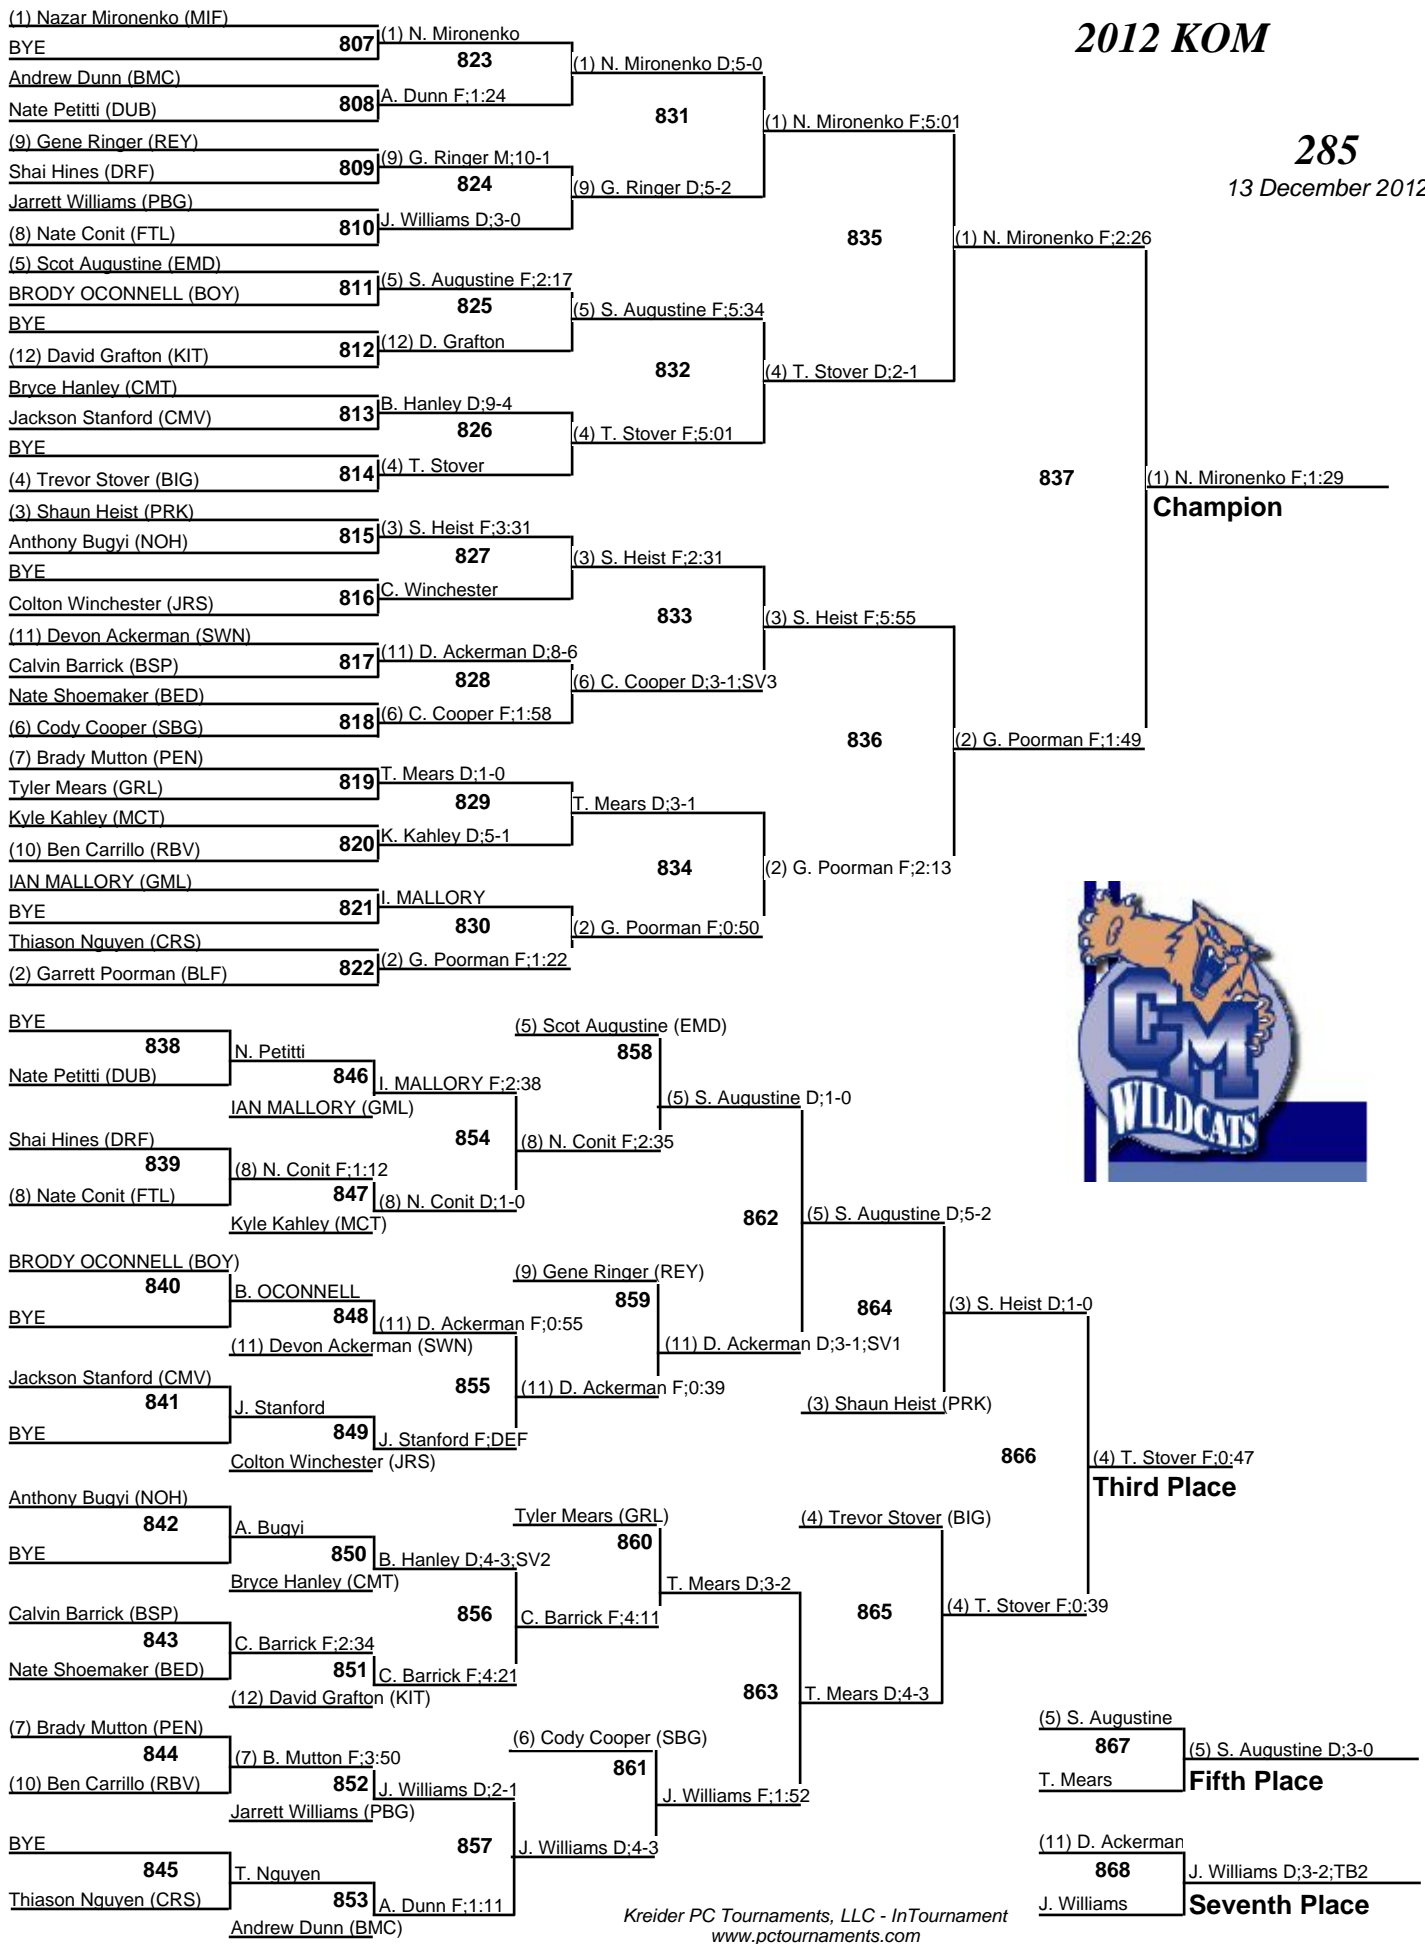 2012 KOM
285
13 December 2012
(1) Nazar Mironenko (MIF)
BYE
807
Andrew Dunn (BMC)
Nate Petitti (DUB)
808
(9) Gene Ringer (REY)
Shai Hines (DRF)
809
Jarrett Williams (PBG)
(8) Nate Conit (FTL)
810
(5) Scot Augustine (EMD)
BRODY OCONNELL (BOY)
811
BYE
(12) David Grafton (KIT)
812
Bryce Hanley (CMT)
Jackson Stanford (CMV)
813
BYE
(4) Trevor Stover (BIG)
814
(3) Shaun Heist (PRK)
Anthony Bugyi (NOH)
815
BYE
Colton Winchester (JRS)
816
(11) Devon Ackerman (SWN)
Calvin Barrick (BSP)
817
Nate Shoemaker (BED)
(6) Cody Cooper (SBG)
818
(7) Brady Mutton (PEN)
Tyler Mears (GRL)
819
Kyle Kahley (MCT)
(10) Ben Carrillo (RBV)
820
IAN MALLORY (GML)
BYE
821
Thiason Nguyen (CRS)
(2) Garrett Poorman (BLF)
822
(1) N. Mironenko
823
A. Dunn F;1:24
(9) G. Ringer M;10-1
824
J. Williams D;3-0
(5) S. Augustine F;2:17
825
(12) D. Grafton
B. Hanley D;9-4
826
(4) T. Stover
(3) S. Heist F;3:31
827
C. Winchester
(11) D. Ackerman D;8-6
828
(6) C. Cooper F;1:58
T. Mears D;1-0
829
K. Kahley D;5-1
I. MALLORY
830
(2) G. Poorman F;1:22
(1) N. Mironenko D;5-0
831
(9) G. Ringer D;5-2
(5) S. Augustine F;5:34
832
(4) T. Stover F;5:01
(3) S. Heist F;2:31
833
(6) C. Cooper D;3-1;SV3
T. Mears D;3-1
834
(2) G. Poorman F;0:50
(1) N. Mironenko F;5:01
835
(4) T. Stover D;2-1
(3) S. Heist F;5:55
836
(2) G. Poorman F;2:13
(1) N. Mironenko F;2:26
837
(2) G. Poorman F;1:49
(1) N. Mironenko F;1:29
Champion
CM
WILDCATS
BYE
838
Nate Petitti (DUB)
Shai Hines (DRF)
839
(8) Nate Conit (FTL)
BRODY OCONNELL (BOY)
840
BYE
Jackson Stanford (CMV)
841
BYE
Anthony Bugyi (NOH)
842
BYE
Calvin Barrick (BSP)
843
Nate Shoemaker (BED)
(7) Brady Mutton (PEN)
844
(10) Ben Carrillo (RBV)
BYE
845
Thiason Nguyen (CRS)
N. Petitti
846
IAN MALLORY (GML)
(8) N. Conit F;1:12
847
Kyle Kahley (MCT)
B. OCONNELL
848
(11) Devon Ackerman (SWN)
J. Stanford
849
Colton Winchester (JRS)
A. Bugyi
850
Bryce Hanley (CMT)
C. Barrick F;2:34
851
(12) David Grafton (KIT)
(7) B. Mutton F;3:50
852
Jarrett Williams (PBG)
T. Nguyen
853
Andrew Dunn (BMC)
I. MALLORY F;2:38
854
(8) N. Conit D;1-0
(11) D. Ackerman F;0:55
855
J. Stanford F;DEF
B. Hanley D;4-3;SV2
856
C. Barrick F;4:21
J. Williams D;2-1
857
A. Dunn F;1:11
(5) Scot Augustine (EMD)
858
(8) N. Conit F;2:35
(9) Gene Ringer (REY)
859
(11) D. Ackerman F;0:39
Tyler Mears (GRL)
860
C. Barrick F;4:11
(6) Cody Cooper (SBG)
861
J. Williams D;4-3
(5) S. Augustine D;1-0
862
(11) D. Ackerman D;3-1;SV1
T. Mears D;3-2
863
J. Williams F;1:52
(5) S. Augustine D;5-2
864
(3) Shaun Heist (PRK)
(4) Trevor Stover (BIG)
865
T. Mears D;4-3
(3) S. Heist D;1-0
866
(4) T. Stover F;0:39
(4) T. Stover F;0:47
Third Place
(5) S. Augustine
867
T. Mears
(5) S. Augustine D;3-0
Fifth Place
(11) D. Ackerman
868
J. Williams
J. Williams D;3-2;TB2
Seventh Place
Kreider PC Tournaments, LLC - InTournament
www.pctournaments.com